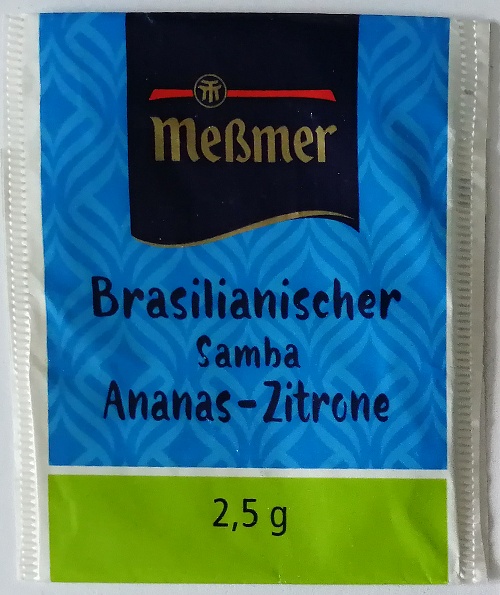 Meßmer
Brasilianischer
Samba
Ananas-Zitrone
2,5 g